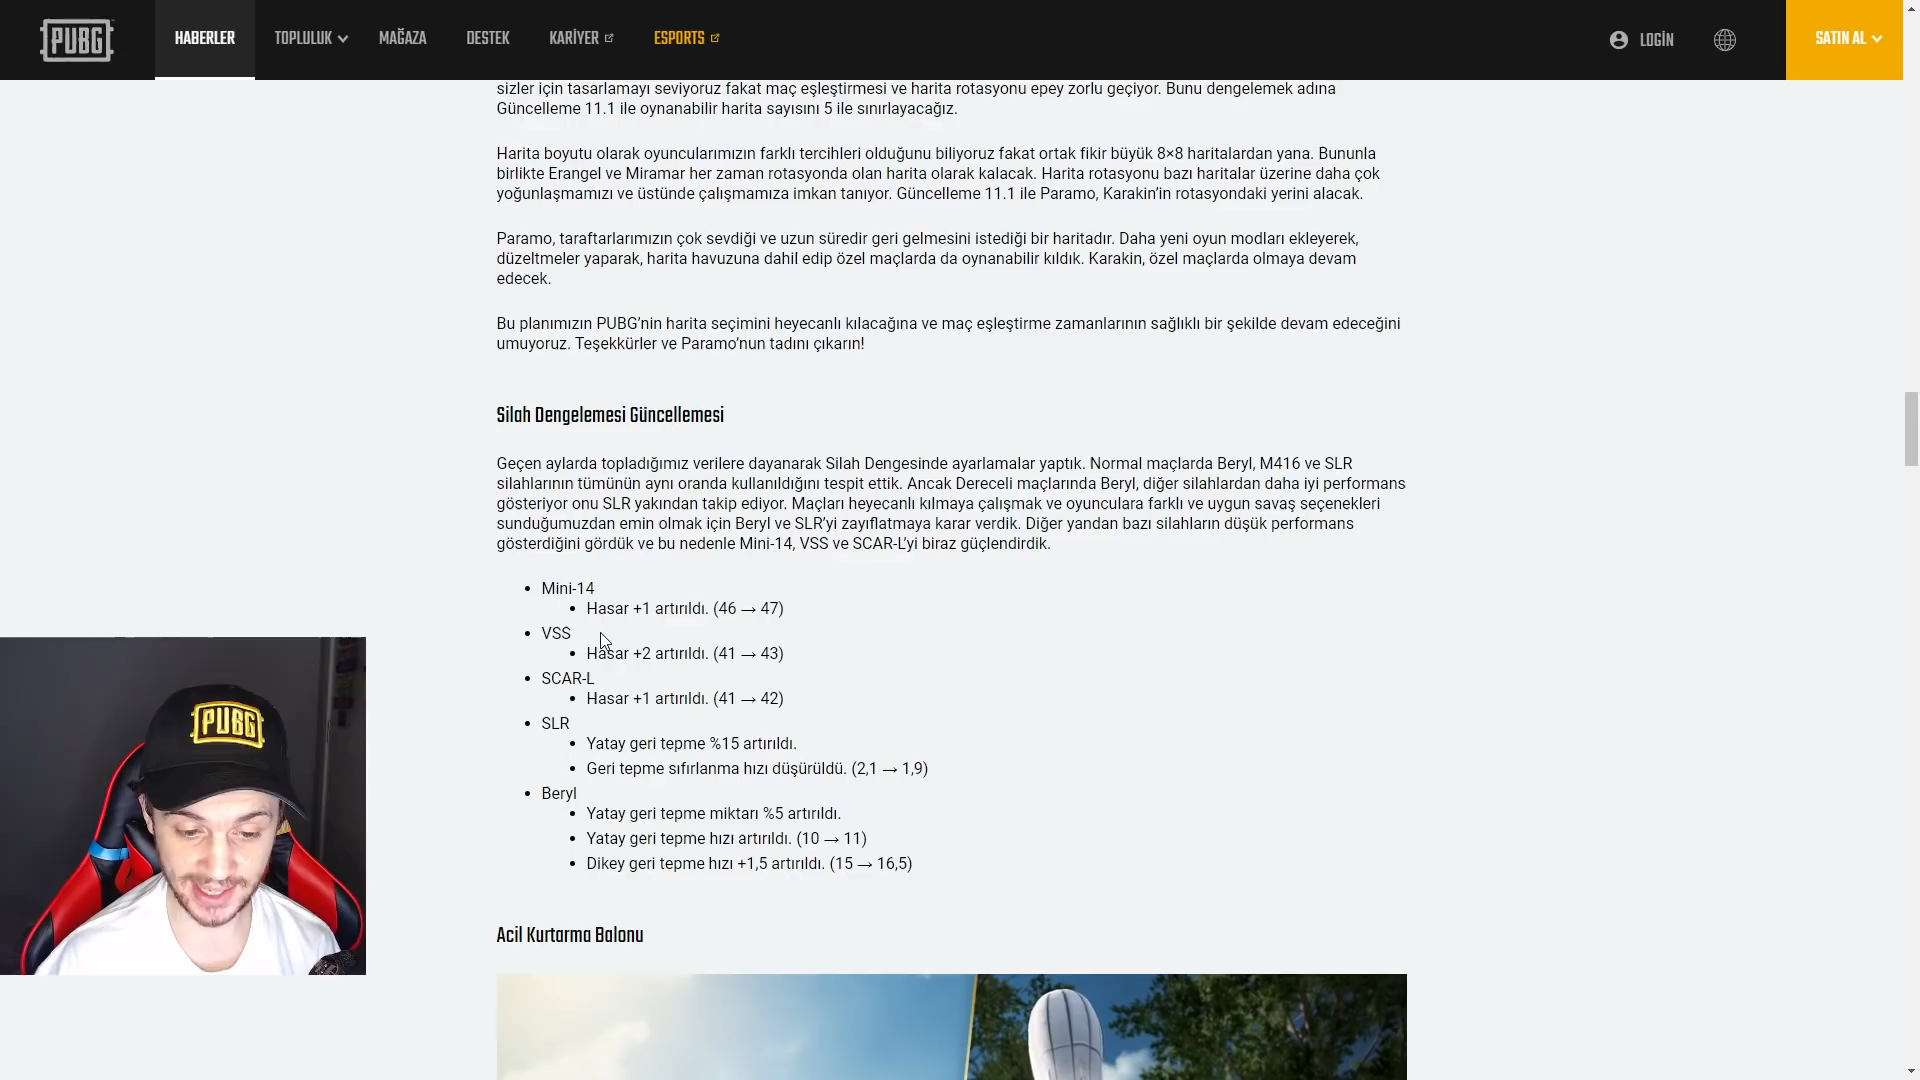 PUBG
HABERLER
TOPLULUK
MAĞAZA
DESTEK
KARİYER
ESPORTS
LOGİN
SATIN AL
sizler için tasarlamayı seviyoruz fakat maç eşleştirmesi ve harita rotasyonu epey zorlu geçiyor. Bunu dengelemek adına
Güncelleme 11.1 ile oynanabilir harita sayısını 5 ile sınırlayacağız.
Harita boyutu olarak oyuncularımızın farklı tercihleri olduğunu biliyoruz fakat ortak fikir büyük 8×8 haritalardan yana. Bununla
birlikte Erangel ve Miramar her zaman rotasyonda olan harita olarak kalacak. Harita rotasyonu bazı haritalar üzerine daha çok
yoğunlaşmamızı ve üstünde çalışmamıza imkan tanıyor. Güncelleme 11.1 ile Paramo, Karakin’in rotasyondaki yerini alacak.
Paramo, taraftarlarımızın çok sevdiği ve uzun süredir geri gelmesini istediği bir haritadır. Daha yeni oyun modları ekleyerek,
düzeltmeler yaparak, harita havuzuna dahil edip özel maçlarda da oynanabilir kıldık. Karakin, özel maçlarda olmaya devam
edecek.
Bu planımızın PUBG’nin harita seçimini heyecanlı kılacağına ve maç eşleştirme zamanlarının sağlıklı bir şekilde devam edeceğini
umuyoruz. Teşekkürler ve Paramo’nun tadını çıkarın!
Silah Dengelemesi Güncellemesi
Geçen aylarda topladığımız verilere dayanarak Silah Dengesinde ayarlamalar yaptık. Normal maçlarda Beryl, M416 ve SLR
silahlarının tümünün aynı oranda kullanıldığını tespit ettik. Ancak Dereceli maçlarında Beryl, diğer silahlardan daha iyi performans
gösteriyor onu SLR yakından takip ediyor. Maçları heyecanlı kılmaya çalışmak ve oyunculara farklı ve uygun savaş seçenekleri
sunduğumuzdan emin olmak için Beryl ve SLR’yi zayıflatmaya karar verdik. Diğer yandan bazı silahların düşük performans
gösterdiğini gördük ve bu nedenle Mini-14, VSS ve SCAR-L’yi biraz güçlendirdik.
• Mini-14
• Hasar +1 artırıldı. (46 → 47)
• VSS
• Hasar +2 artırıldı. (41 → 43)
• SCAR-L
• Hasar +1 artırıldı. (41 → 42)
• SLR
• Yatay geri tepme %15 artırıldı.
• Geri tepme sıfırlanma hızı düşürüldü. (2,1 → 1,9)
• Beryl
• Yatay geri tepme miktarı %5 artırıldı.
• Yatay geri tepme hızı artırıldı. (10 → 11)
• Dikey geri tepme hızı +1,5 artırıldı. (15 → 16,5)
PUBG
Acil Kurtarma Balonu